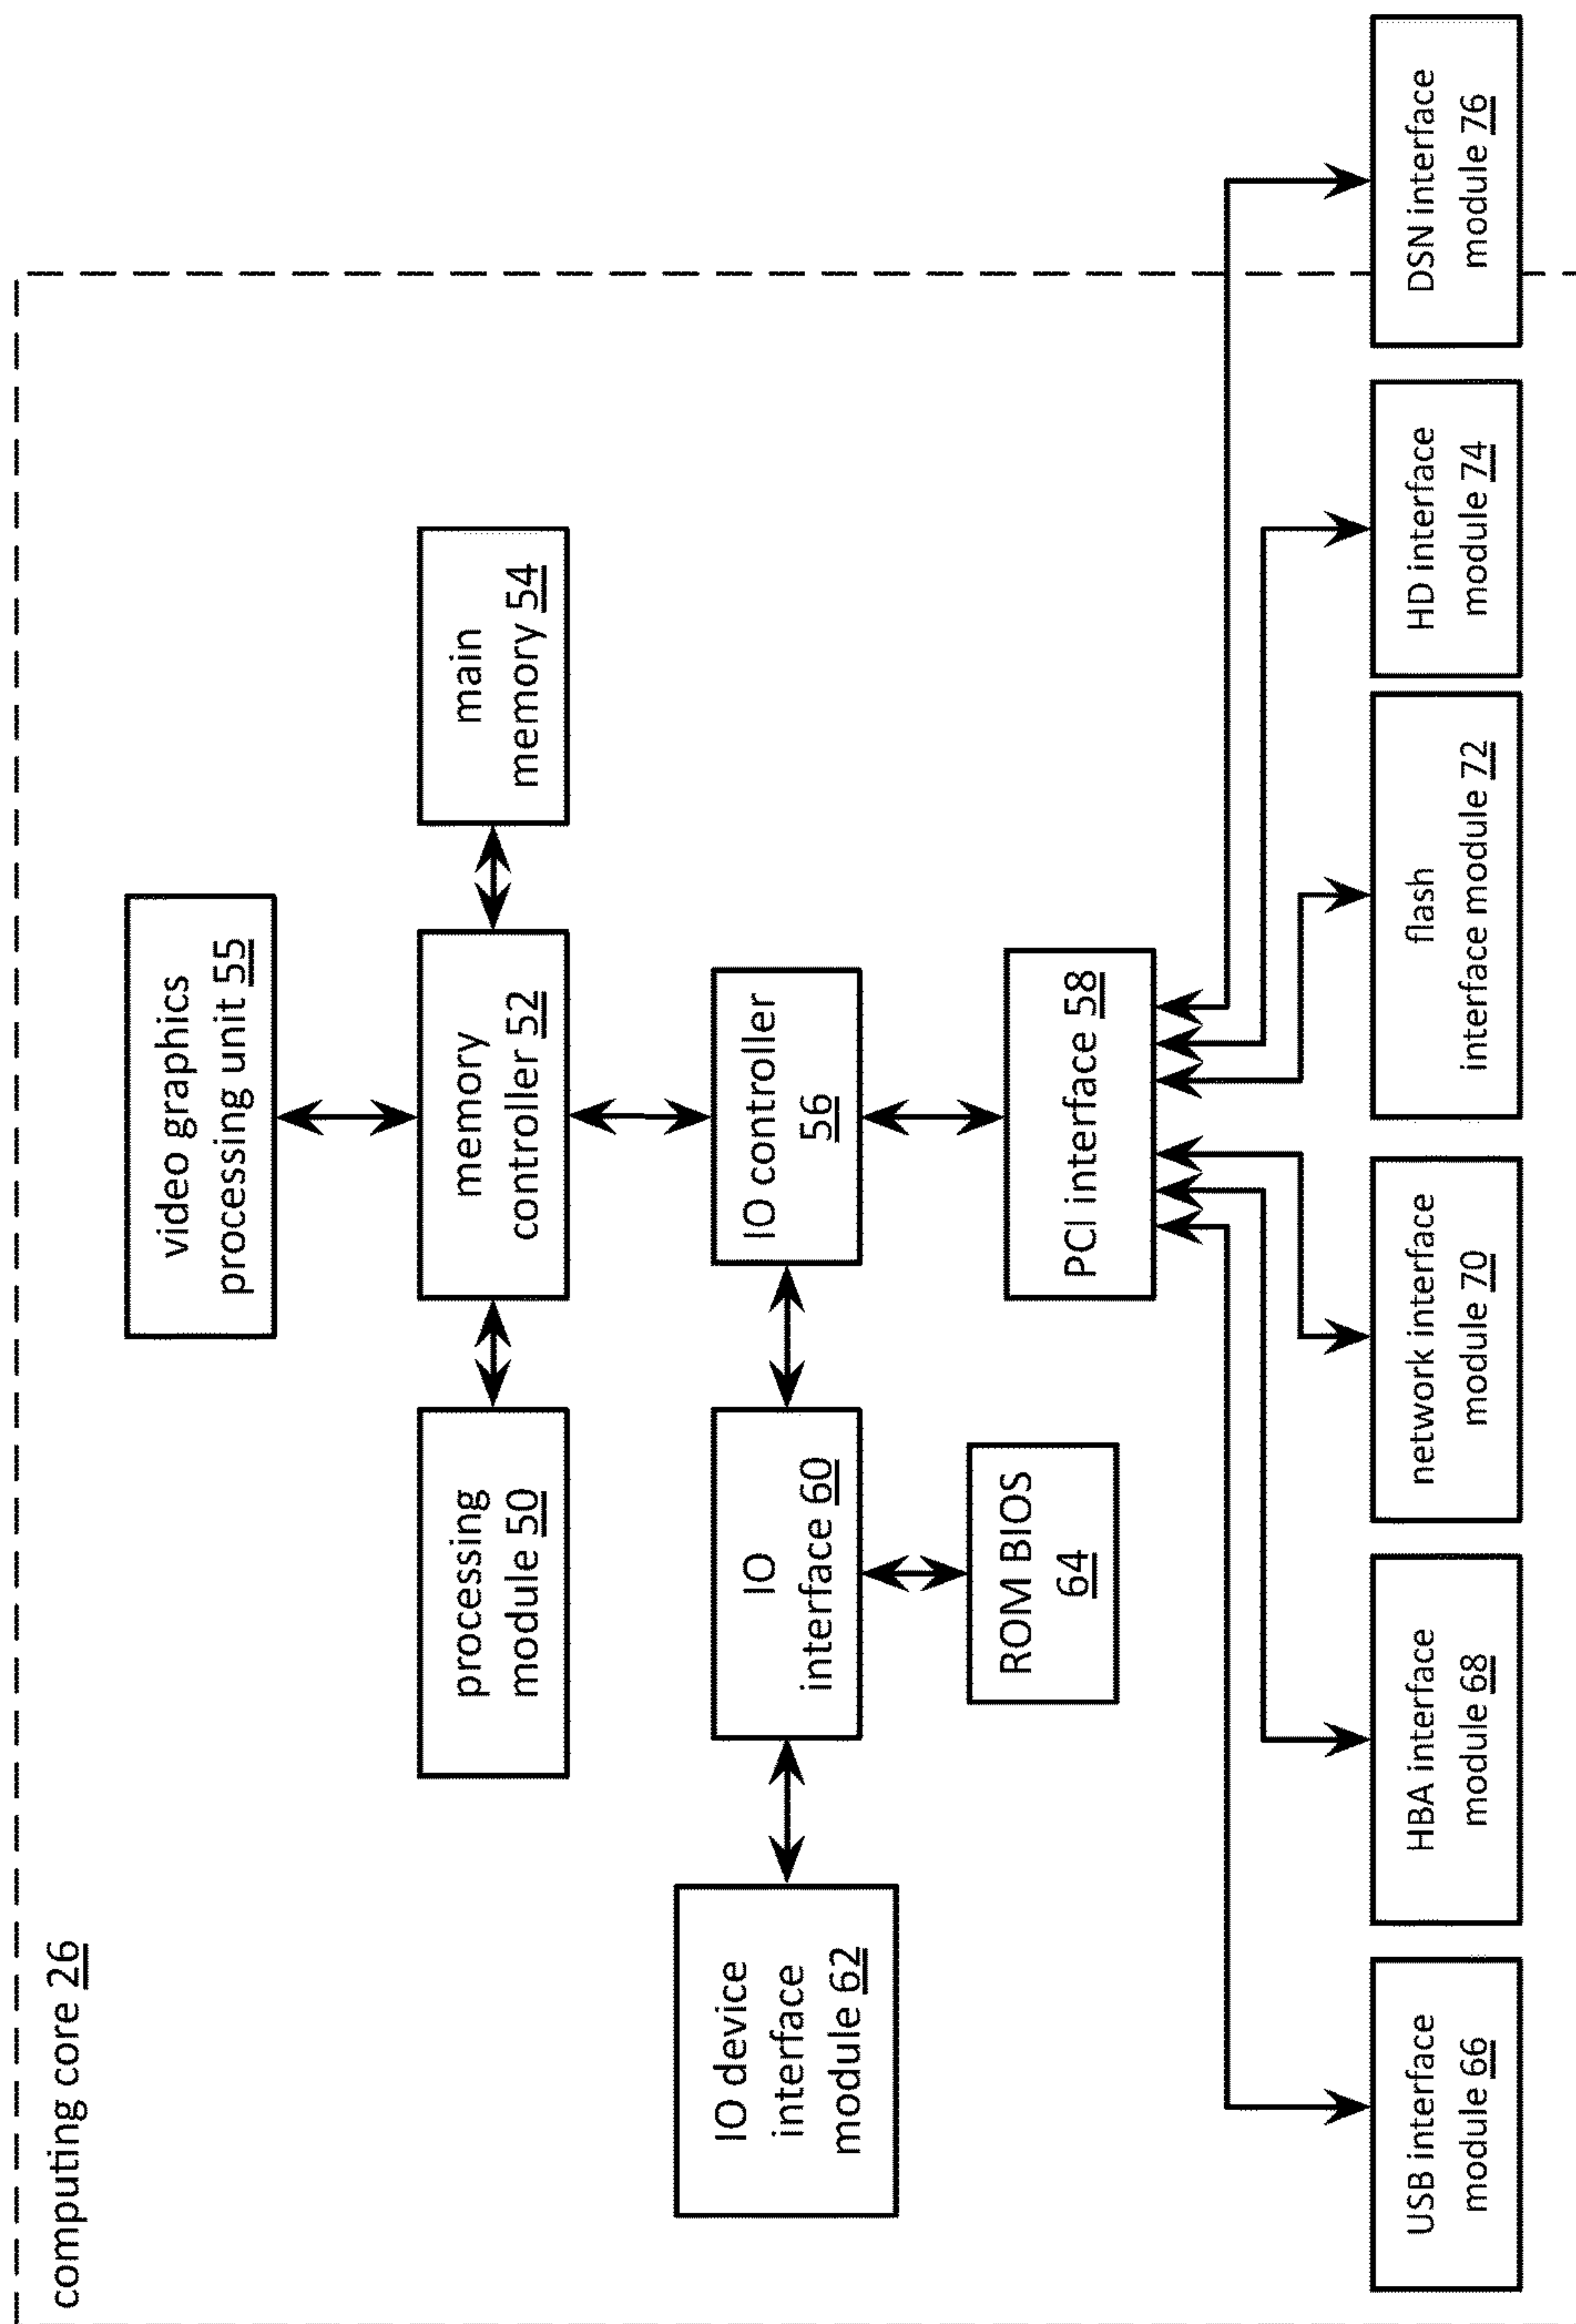 computing core 26
video graphics
processing unit 55
processing
module 50
memory
controller 52
main
memory 54
IO device
interface
module 62
IO
interface 60
IO controller
56
ROM BIOS
64
PCI interface 58
USB interface
module 66
HBA interface
module 68
network interface
module 70
flash
interface module 72
HD interface
module 74
DSN interface
module 76